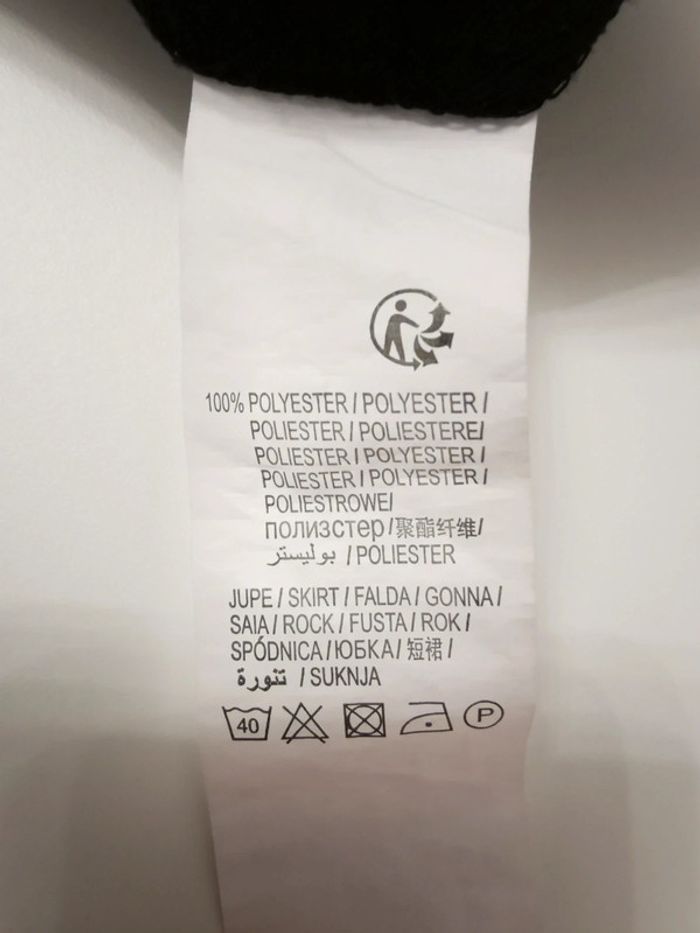 100% POLYESTER / POLYESTER /
POLIESTER / POLIESTERE/
POLIESTER / POLYESTER /
POLIESTER / POLYESTER /
POLIESTROWE/
полизстер/聚酯纤维/
بوليستر / POLIESTER
JUPE / SKIRT / FALDA / GONNA /
SAIA / ROCK / FUSTA / ROK /
SPÓDNICA / ЮБКА / 短裙 /
تنورة / SUKNJA
40 P